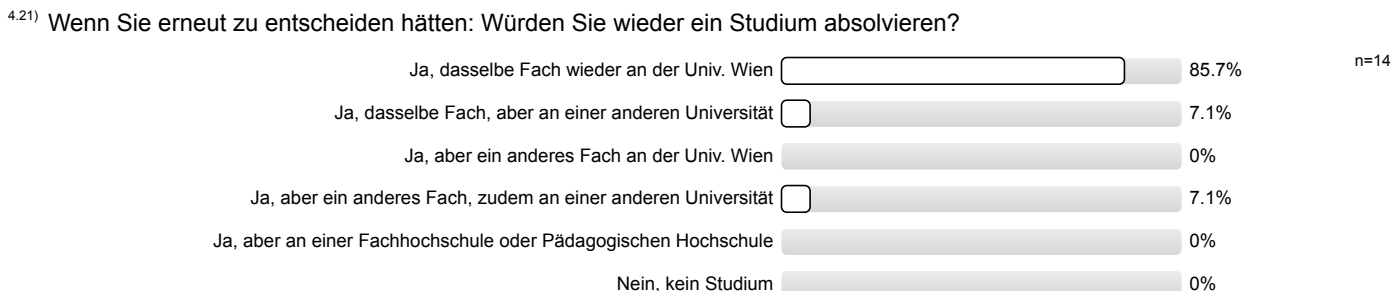 4.21) Wenn Sie erneut zu entscheiden hätten: Würden Sie wieder ein Studium absolvieren?
Ja, dasselbe Fach wieder an der Univ. Wien 85.7% n=14
Ja, dasselbe Fach, aber an einer anderen Universität 7.1%
Ja, aber ein anderes Fach an der Univ. Wien 0%
Ja, aber ein anderes Fach, zudem an einer anderen Universität 7.1%
Ja, aber an einer Fachhochschule oder Pädagogischen Hochschule 0%
Nein, kein Studium 0%